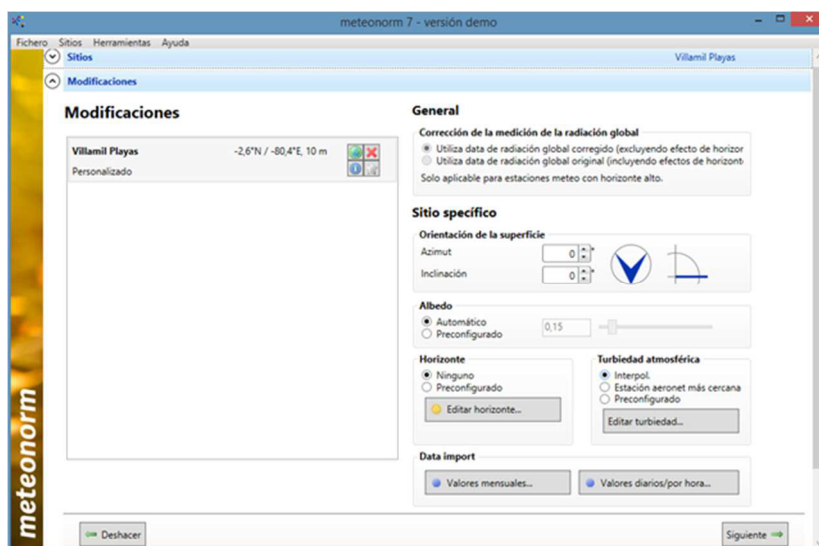 meteonorm 7 - versión demo
Fichero Sitios Herramientas Ayuda
Sitios Villamil Playas
Modificaciones
Modificaciones
Villamil Playas -2,6°N / -80,4°E, 10 m
Personalizado
General
Corrección de la medición de la radiación global
Utiliza data de radiación global corregido (excluyendo efecto de horizor
Utiliza data de radiación global original (incluyendo efectos de horizont
Solo aplicable para estaciones meteo con horizonte alto.
Sitio específico
Orientación de la superficie
Azimut 0 °
Inclinación 0 °
Albedo
Automático
Preconfigurado
0,15
Horizonte
Ninguno
Preconfigurado
Editar horizonte...
Turbiedad atmosférica
Interpol.
Estación aeronet más cercana
Preconfigurado
Editar turbiedad...
Data import
Valores mensuales... Valores diarios/por hora...
Deshacer Siguiente
meteonorm